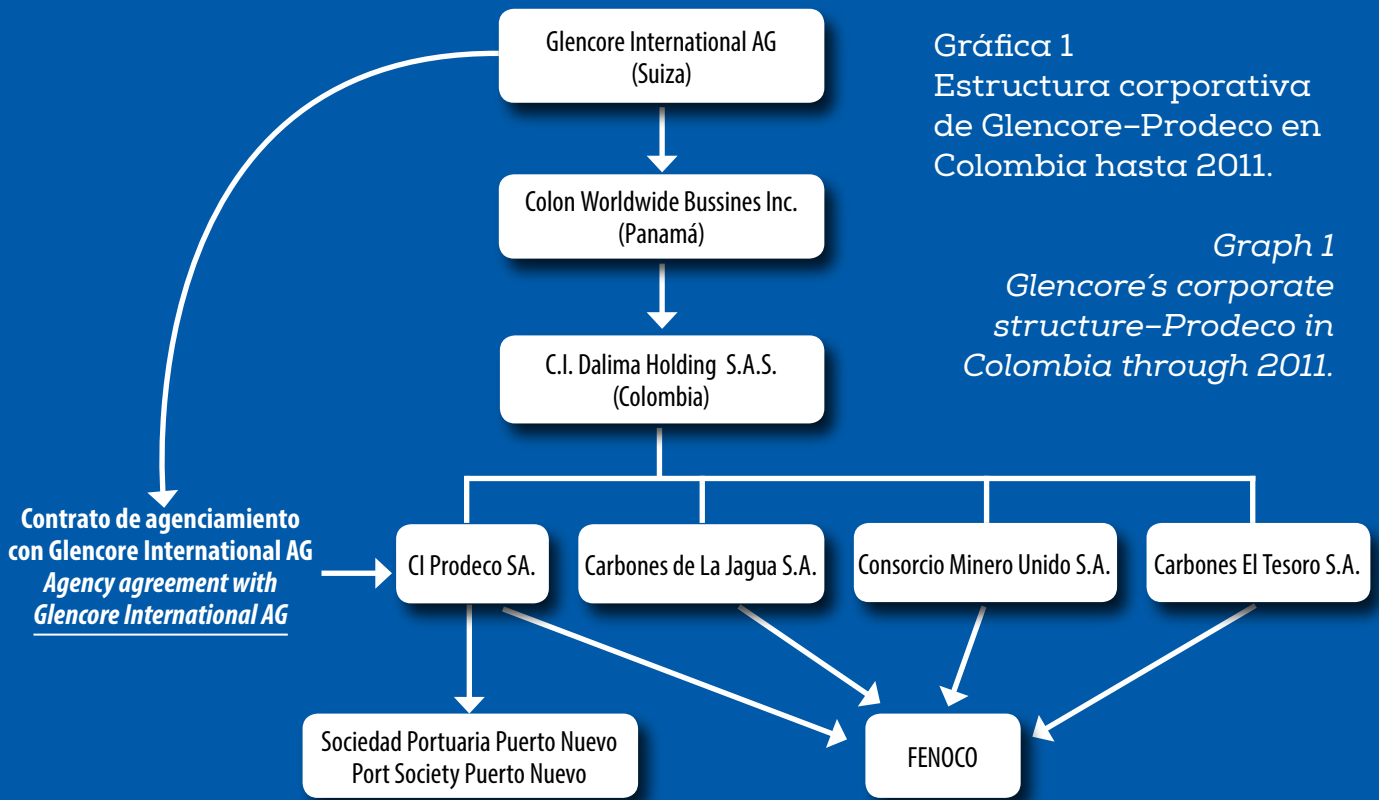 Glencore International AG
(Suiza)
Gráfica 1
Estructura corporativa
de Glencore–Prodeco en
Colombia hasta 2011.
Graph 1
Glencore´s corporate
structure–Prodeco in
Colombia through 2011.
Colon Worldwide Bussines Inc.
(Panamá)
C.I. Dalima Holding S.A.S.
(Colombia)
Contrato de agenciamiento
con Glencore International AG
Agency agreement with
Glencore International AG
CI Prodeco SA.
Carbones de La Jagua S.A.
Consorcio Minero Unido S.A.
Carbones El Tesoro S.A.
Sociedad Portuaria Puerto Nuevo
Port Society Puerto Nuevo
FENOCO